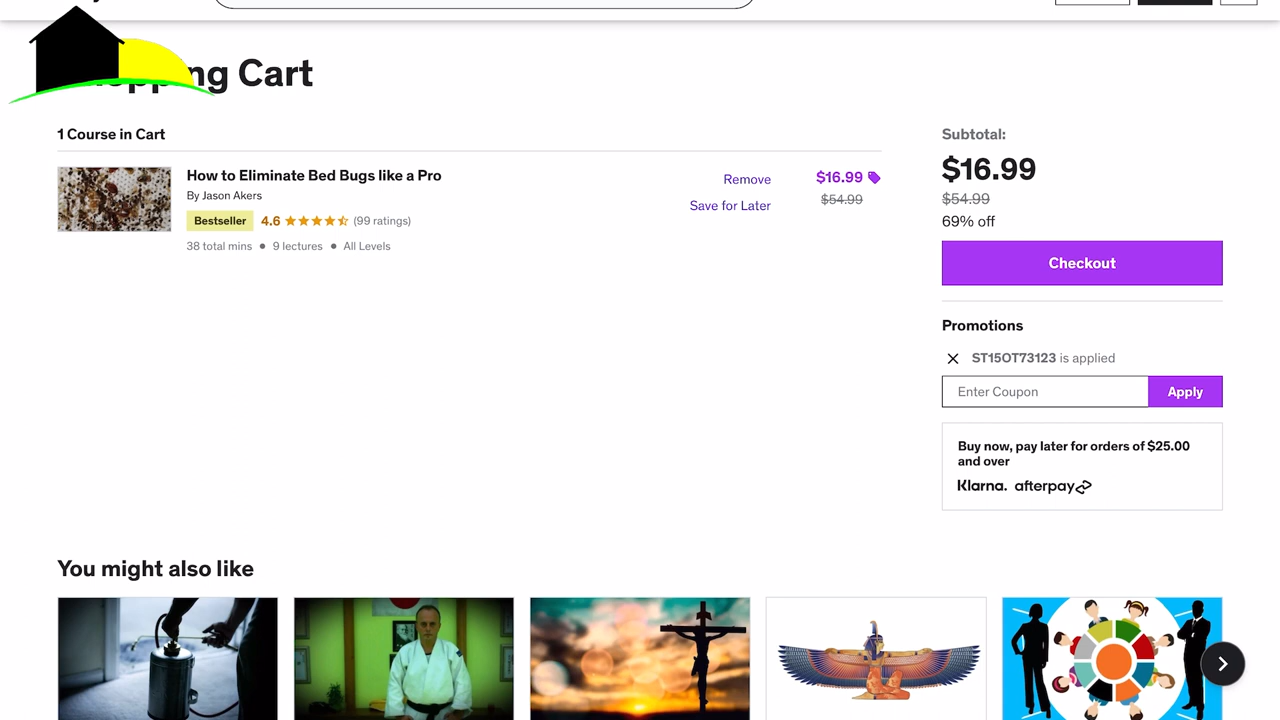 Cart
1 Course in Cart
How to Eliminate Bed Bugs like a Pro
By Jason Akers
Bestseller 4.6 (99 ratings)
38 total mins ● 9 lectures ● All Levels
Remove
Save for Later
$16.99
$54.99
Subtotal:
$16.99
$54.99
69% off
Checkout
Promotions
ST15OT73123 is applied
Enter Coupon
Apply
Buy now, pay later for orders of $25.00
and over
Klarna. afterpay
You might also like